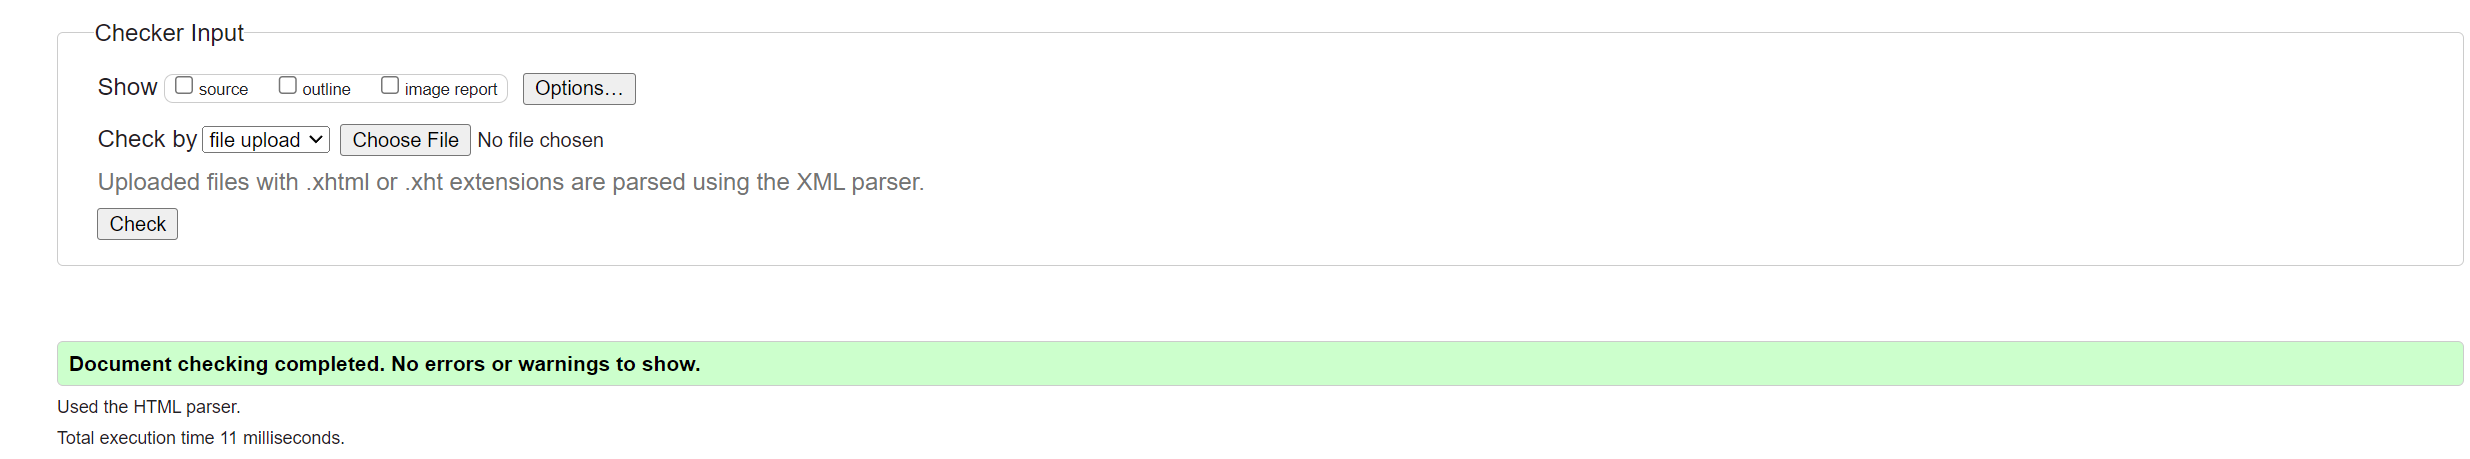 Checker Input
Show source outline image report Options...
Check by file upload Choose File No file chosen
Uploaded files with .xhtml or .xht extensions are parsed using the XML parser.
Check
Document checking completed. No errors or warnings to show.
Used the HTML parser.
Total execution time 11 milliseconds.